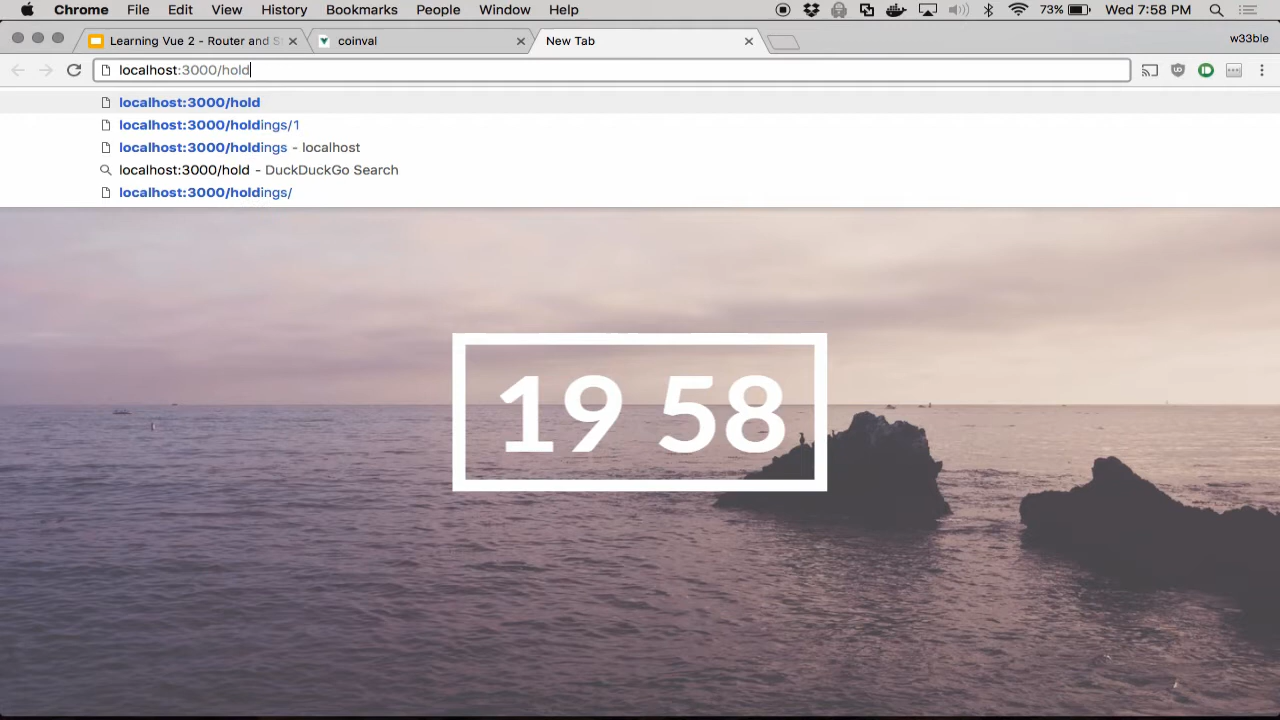 Chrome File Edit View History Bookmarks People Window Help 73% Wed 7:58 PM
Learning Vue 2 - Router and S coinval New Tab w33ble
localhost:3000/hold
localhost:3000/hold
localhost:3000/holdings/1
localhost:3000/holdings - localhost
localhost:3000/hold - DuckDuckGo Search
localhost:3000/holdings/
19 58